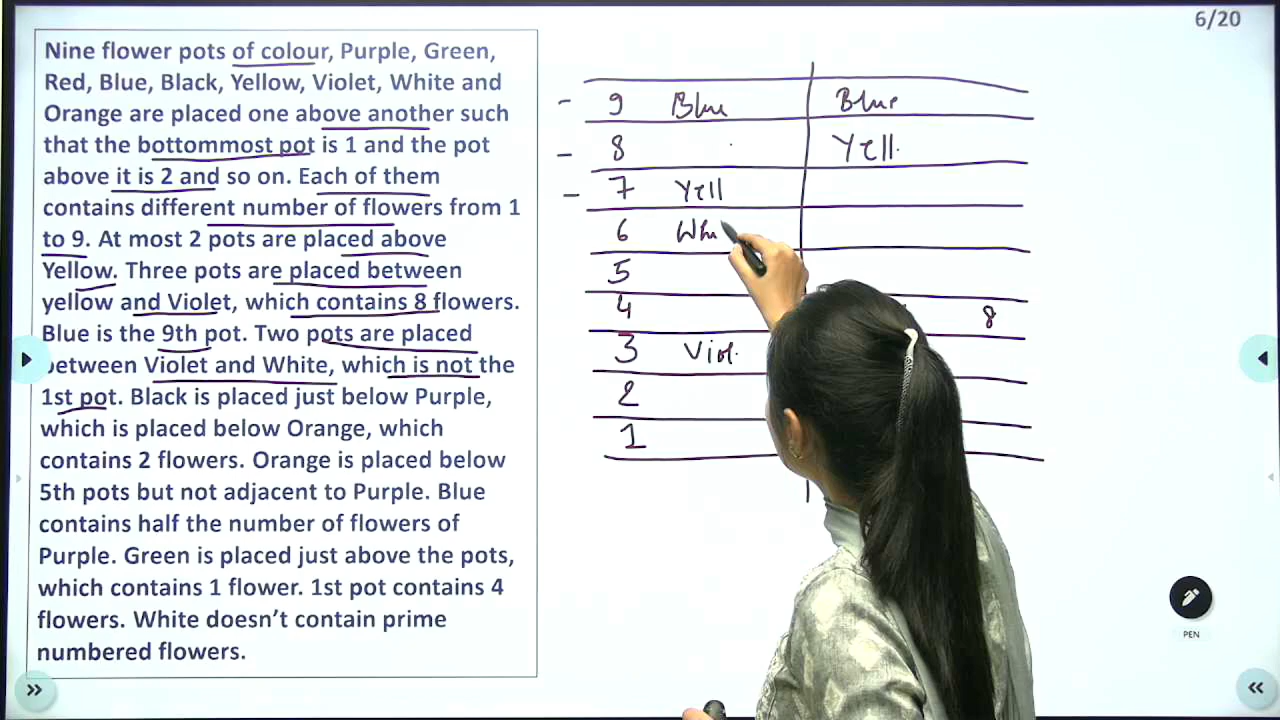 6/20
Nine flower pots of colour, Purple, Green,
Red, Blue, Black, Yellow, Violet, White and
Orange are placed one above another such
that the bottommost pot is 1 and the pot
above it is 2 and so on. Each of them
contains different number of flowers from 1
to 9. At most 2 pots are placed above
Yellow. Three pots are placed between
yellow and Violet, which contains 8 flowers.
Blue is the 9th pot. Two pots are placed
between Violet and White, which is not the
1st pot. Black is placed just below Purple,
which is placed below Orange, which
contains 2 flowers. Orange is placed below
5th pots but not adjacent to Purple. Blue
contains half the number of flowers of
Purple. Green is placed just above the pots,
which contains 1 flower. 1st pot contains 4
flowers. White doesn't contain prime
numbered flowers.
- 9 Blue Blue
- 8 Yell.
- 7 Yell
6 Whi
5
4 8
3 Viol.
2
1
PEN